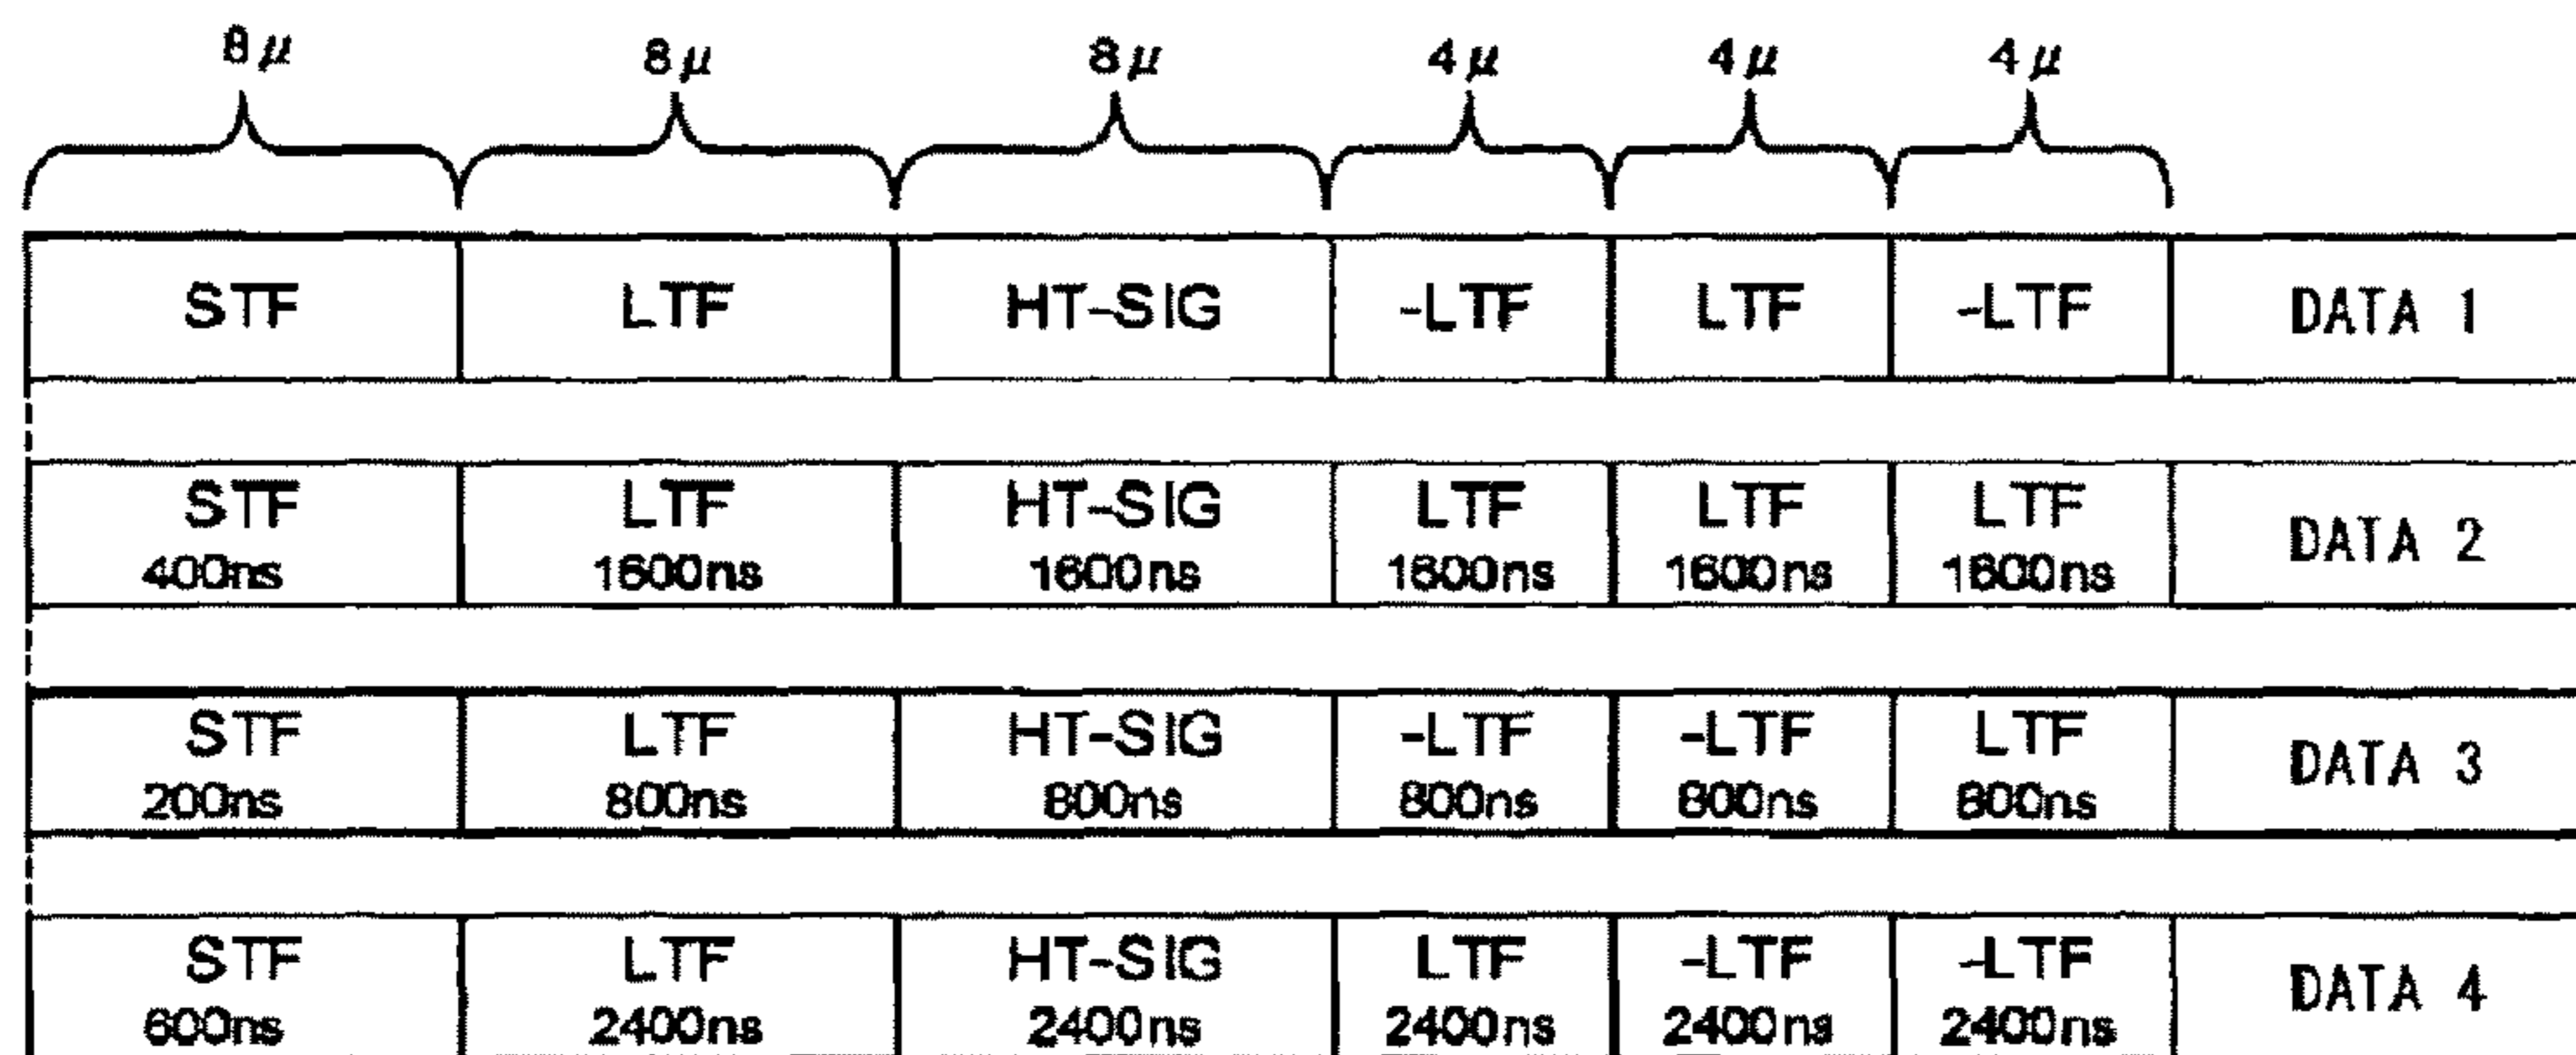 8μ 8μ 8μ 4μ 4μ 4μ
STF LTF HT-SIG -LTF LTF -LTF DATA 1
STF LTF HT-SIG LTF LTF LTF DATA 2
400ns 1600ns 1600ns 1600ns 1600ns 1600ns
STF LTF HT-SIG -LTF -LTF LTF DATA 3
200ns 800ns 800ns 800ns 800ns 800ns
STF LTF HT-SIG LTF -LTF -LTF DATA 4
600ns 2400ns 2400ns 2400ns 2400ns 2400ns